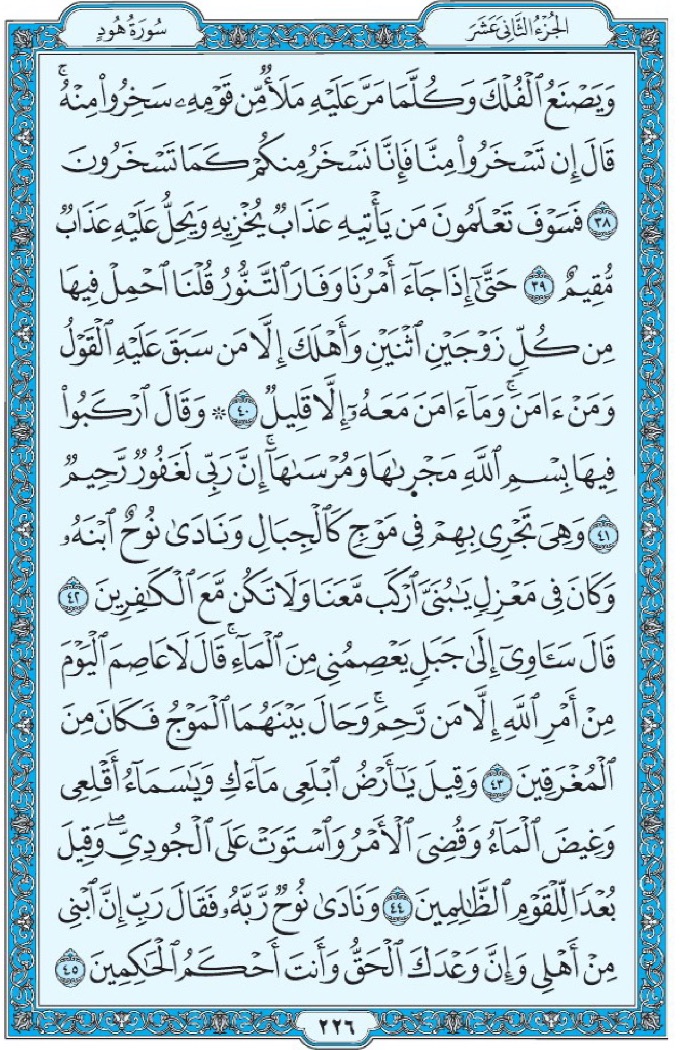 الجُزْءُ الثَّانِي عَشَرَ
سُورَةُ هُودٍ
وَيَصْنَعُ ٱلْفُلْكَ وَكُلَّمَا مَرَّ عَلَيْهِ مَلَأٌ مِّن قَوْمِهِۦ سَخِرُوا۟ مِنْهُ ۚ
قَالَ إِن تَسْخَرُوا۟ مِنَّا فَإِنَّا نَسْخَرُ مِنكُمْ كَمَا تَسْخَرُونَ
٣٨ فَسَوْفَ تَعْلَمُونَ مَن يَأْتِيهِ عَذَابٌ يُخْزِيهِ وَيَحِلُّ عَلَيْهِ عَذَابٌ
مُّقِيمٌ ٣٩ حَتَّىٰٓ إِذَا جَآءَ أَمْرُنَا وَفَارَ ٱلتَّنُّورُ قُلْنَا ٱحْمِلْ فِيهَا
مِن كُلٍّ زَوْجَيْنِ ٱثْنَيْنِ وَأَهْلَكَ إِلَّا مَن سَبَقَ عَلَيْهِ ٱلْقَوْلُ
وَمَنْ ءَامَنَ ۚ وَمَآ ءَامَنَ مَعَهُۥٓ إِلَّا قَلِيلٌ ٤٠ ۞ وَقَالَ ٱرْكَبُوا۟
فِيهَا بِسْمِ ٱللَّهِ مَجْر۪ىٰهَا وَمُرْسَىٰهَآ ۚ إِنَّ رَبِّى لَغَفُورٌ رَّحِيمٌ
٤١ وَهِىَ تَجْرِى بِهِمْ فِى مَوْجٍ كَٱلْجِبَالِ وَنَادَىٰ نُوحٌ ٱبْنَهُۥ
وَكَانَ فِى مَعْزِلٍ يَٰبُنَىَّ ٱرْكَب مَّعَنَا وَلَا تَكُن مَّعَ ٱلْكَٰفِرِينَ ٤٢
قَالَ سَـَٔاوِىٓ إِلَىٰ جَبَلٍ يَعْصِمُنِى مِنَ ٱلْمَآءِ ۚ قَالَ لَا عَاصِمَ ٱلْيَوْمَ
مِنْ أَمْرِ ٱللَّهِ إِلَّا مَن رَّحِمَ ۚ وَحَالَ بَيْنَهُمَا ٱلْمَوْجُ فَكَانَ مِنَ
ٱلْمُغْرَقِينَ ٤٣ وَقِيلَ يَٰٓأَرْضُ ٱبْلَعِى مَآءَكِ وَيَٰسَمَآءُ أَقْلِعِى
وَغِيضَ ٱلْمَآءُ وَقُضِىَ ٱلْأَمْرُ وَٱسْتَوَتْ عَلَى ٱلْجُودِىِّ ۖ وَقِيلَ
بُعْدًا لِّلْقَوْمِ ٱلظَّٰلِمِينَ ٤٤ وَنَادَىٰ نُوحٌ رَّبَّهُۥ فَقَالَ رَبِّ إِنَّ ٱبْنِى
مِنْ أَهْلِى وَإِنَّ وَعْدَكَ ٱلْحَقُّ وَأَنتَ أَحْكَمُ ٱلْحَٰكِمِينَ ٤٥
٢٢٦